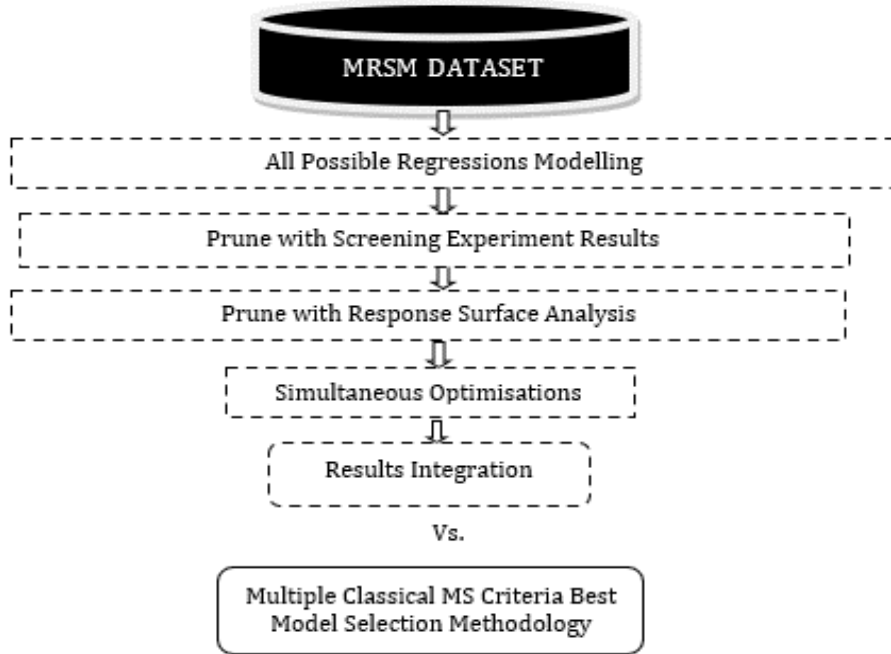 MRSM DATASET
All Possible Regressions Modelling
Prune with Screening Experiment Results
Prune with Response Surface Analysis
Simultaneous Optimisations
Results Integration
Vs.
Multiple Classical MS Criteria Best
Model Selection Methodology